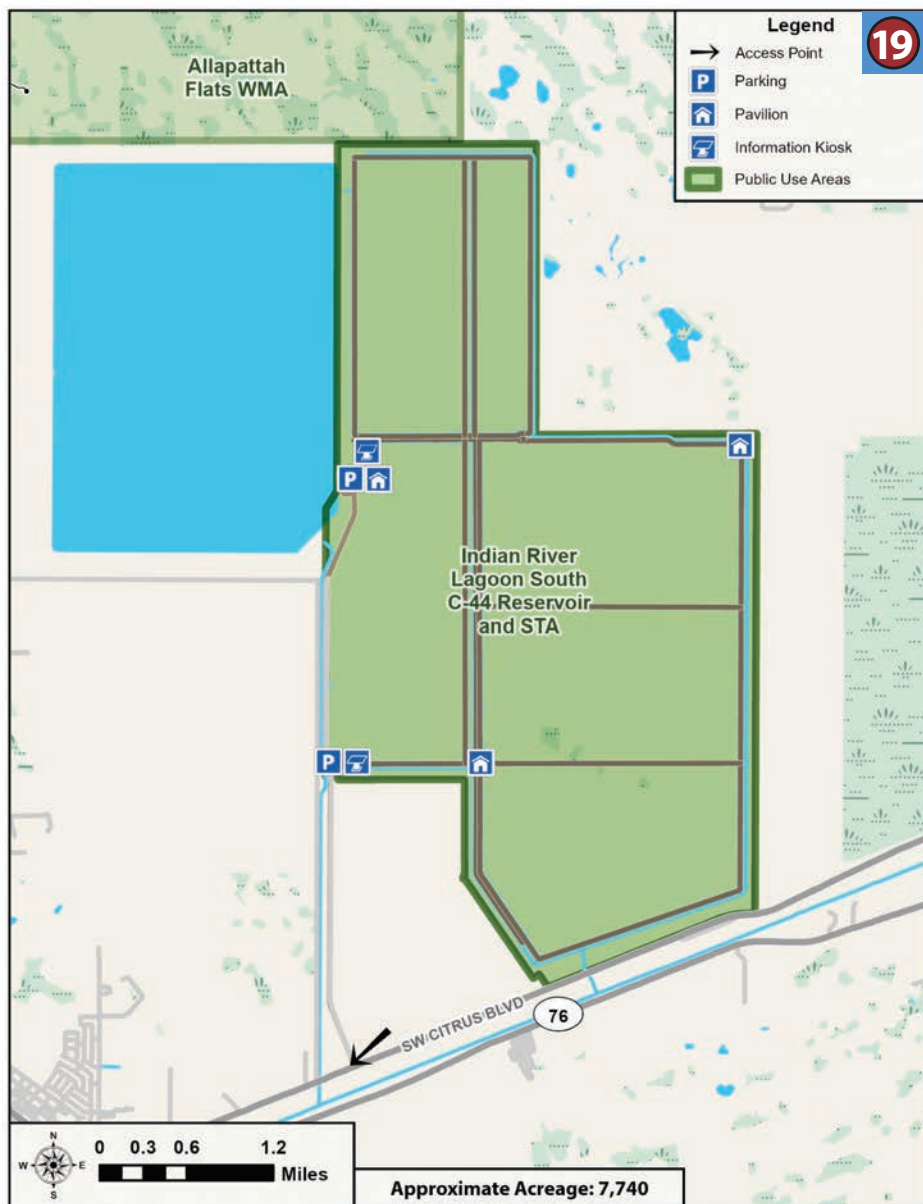 Legend
19
Access Point
P Parking
Pavilion
Information Kiosk
Public Use Areas
Allapattah
Flats WMA
P
Indian River
Lagoon South
C-44 Reservoir
and STA
P
SW CITRUS BLVD
76
N
W E
S
0 0.3 0.6 1.2
Miles
Approximate Acreage: 7,740